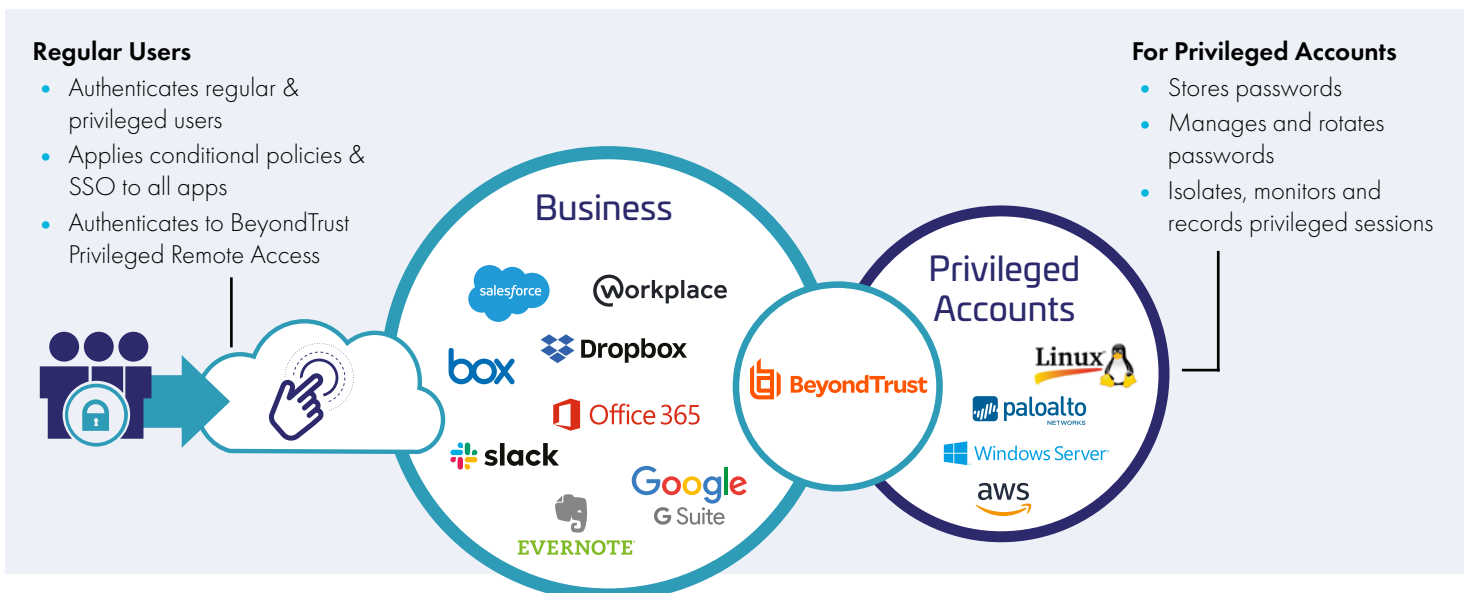 Regular Users
• Authenticates regular &
privileged users
• Applies conditional policies &
SSO to all apps
• Authenticates to BeyondTrust
Privileged Remote Access
Business
salesforce
workplace
box
Dropbox
Office 365
slack
Google
G Suite
EVERNOTE
BeyondTrust
For Privileged Accounts
• Stores passwords
• Manages and rotates
passwords
• Isolates, monitors and
records privileged sessions
Privileged
Accounts
Linux
paloalto
NETWORKS
Windows Server
aws